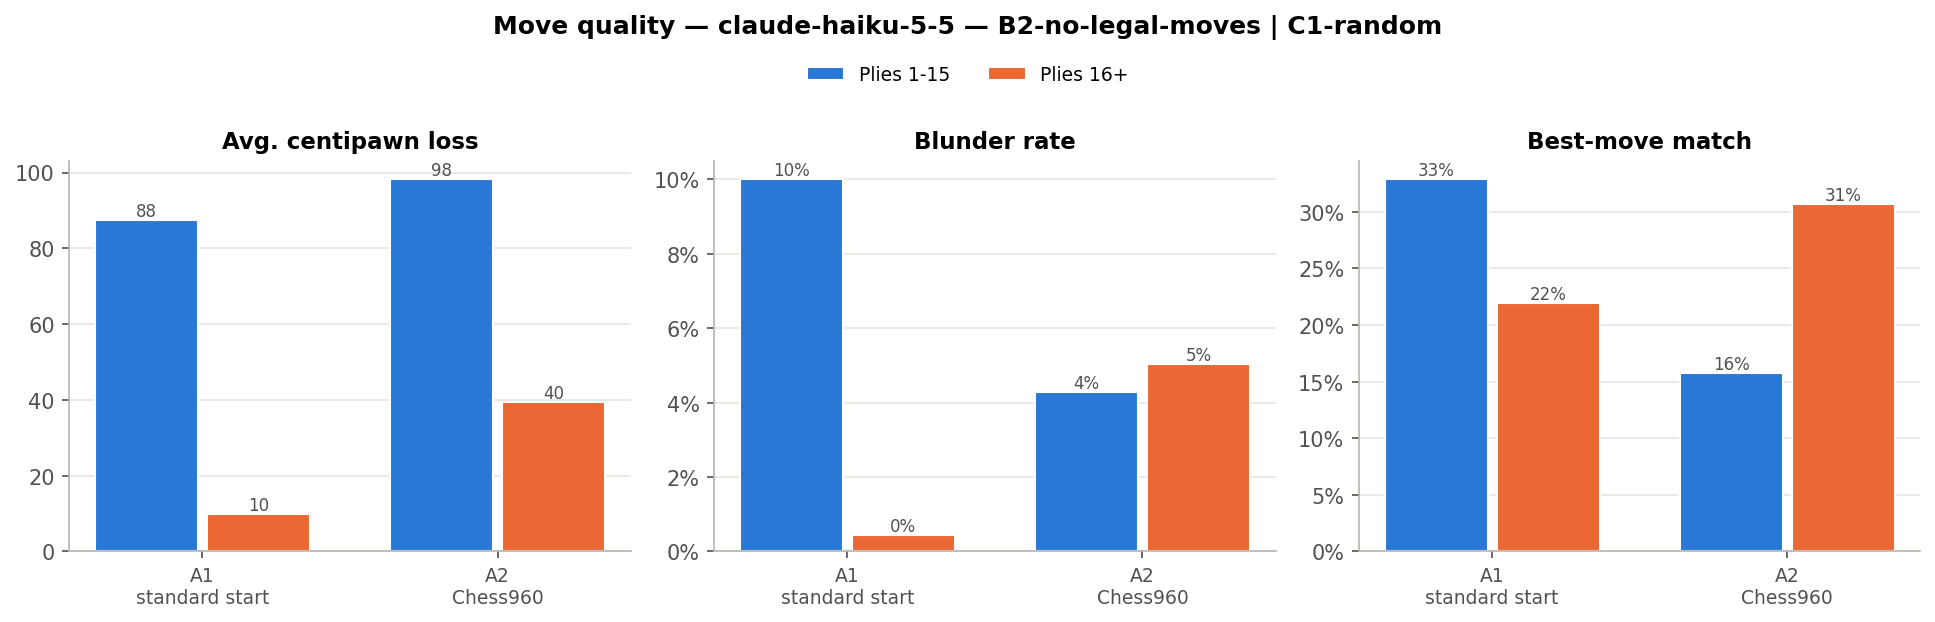 Move quality — claude-haiku-5-5 — B2-no-legal-moves | C1-random
Plies 1-15 Plies 16+
Avg. centipawn loss
100
80
60
40
20
0
88
10
98
40
A1
standard start
A2
Chess960
Blunder rate
10%
8%
6%
4%
2%
0%
10%
0%
4%
5%
A1
standard start
A2
Chess960
Best-move match
30%
25%
20%
15%
10%
5%
0%
33%
22%
16%
31%
A1
standard start
A2
Chess960